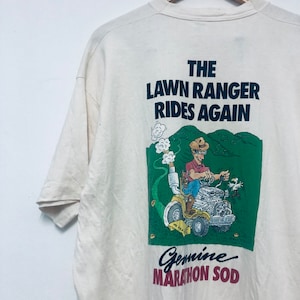 THE
LAWN RANGER
RIDES AGAIN
Genuine
MARATHON SOD